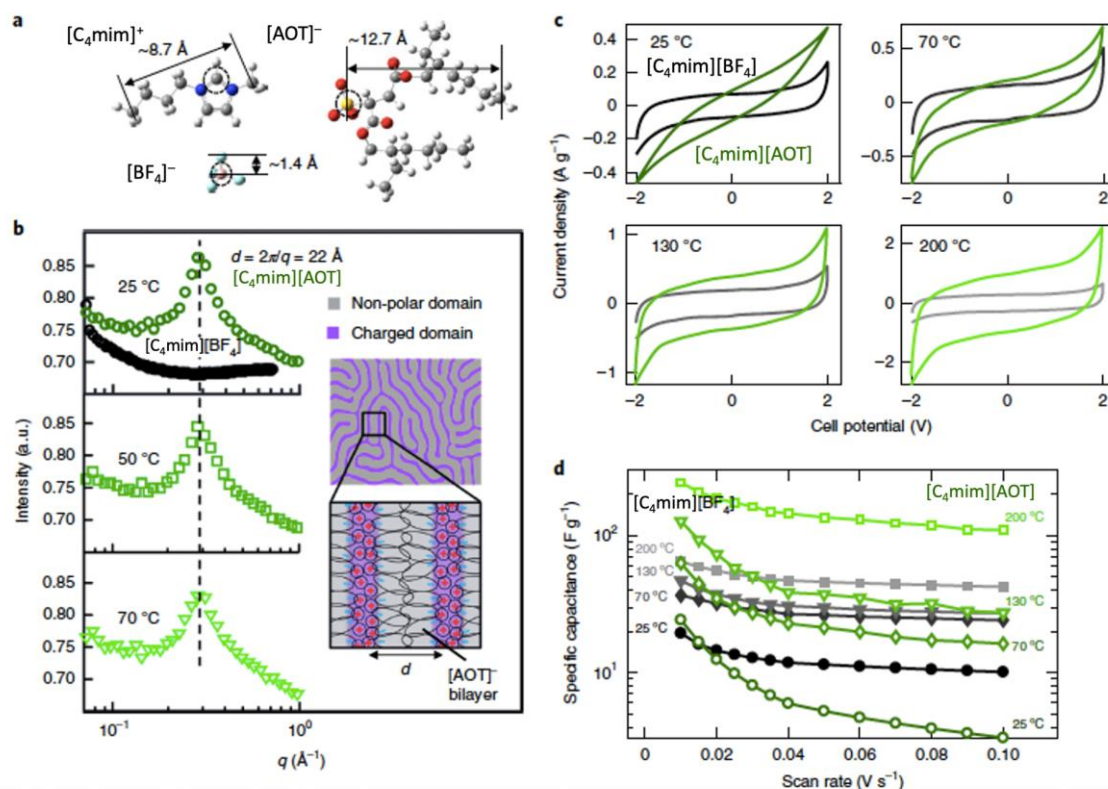 a
[C₄mim]⁺
~8.7 Å
[AOT]⁻
~12.7 Å
[BF₄]⁻
~1.4 Å
b
d = 2π/q = 22 Å
25 °C
[C₄mim][AOT]
[C₄mim][BF₄]
Non-polar domain
Charged domain
0.85
0.80
0.75
0.70
50 °C
0.85
0.80
0.75
0.70
70 °C
0.85
0.80
0.75
0.70
Intensity (a.u.)
d
[AOT]⁻
bilayer
10⁻¹
10⁰
q (Å⁻¹)
c
25 °C
[C₄mim][BF₄]
[C₄mim][AOT]
0.4
0.2
0
−0.2
−0.4
−2
0
2
70 °C
0.5
0
−0.5
−2
0
2
130 °C
1
0
−1
−2
0
2
200 °C
2
0
−2
−2
0
2
Current density (A g⁻¹)
Cell potential (V)
d
[C₄mim][BF₄]
[C₄mim][AOT]
200 °C
200 °C
130 °C
130 °C
70 °C
70 °C
25 °C
25 °C
10²
10¹
Specific capacitance (F g⁻¹)
0
0.02
0.04
0.06
0.08
0.10
Scan rate (V s⁻¹)